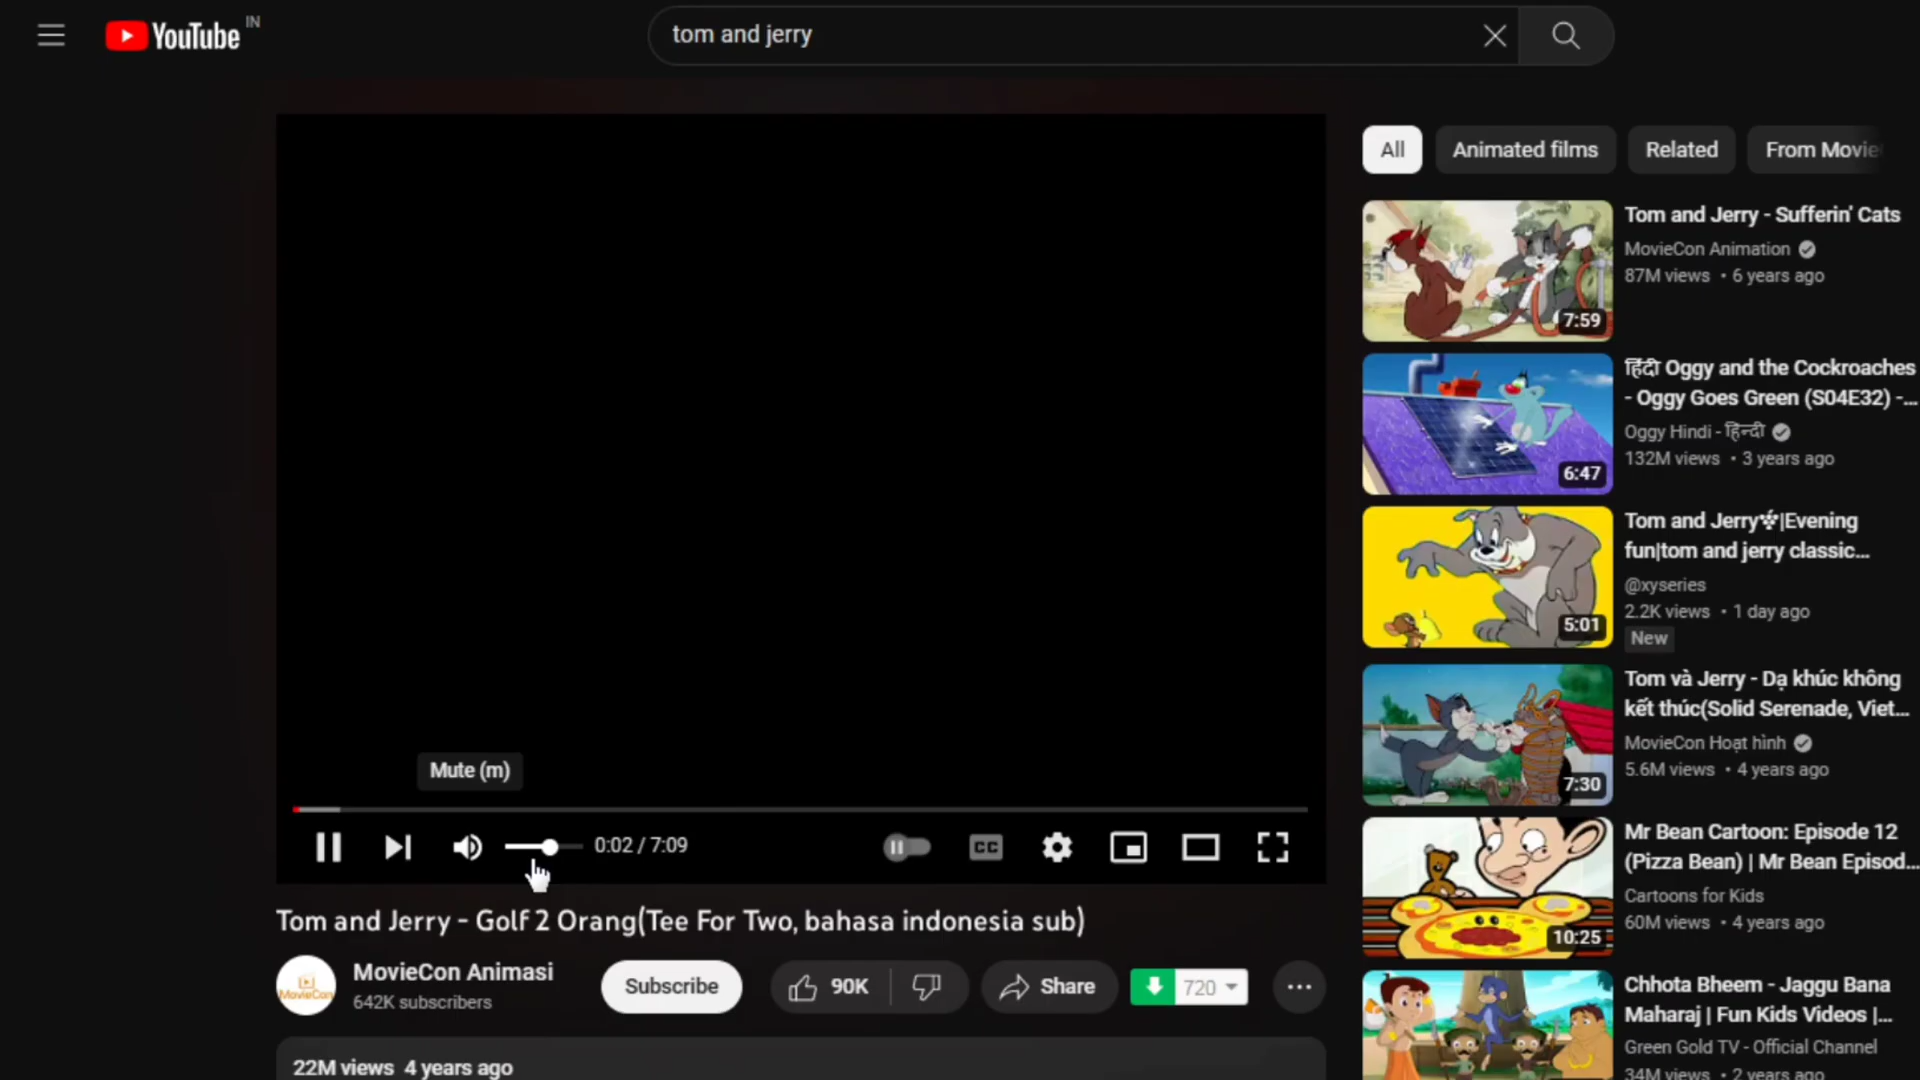 YouTube IN
tom and jerry
All
Animated films
Related
From Movie
Mute (m)
0:02 / 7:09
CC
Tom and Jerry - Golf 2 Orang(Tee For Two, bahasa indonesia sub)
MovieCon
MovieCon Animasi
642K subscribers
Subscribe
90K
Share
720
22M views 4 years ago
7:59
Tom and Jerry - Sufferin' Cats
MovieCon Animation
87M views • 6 years ago
6:47
हिंदी Oggy and the Cockroaches
- Oggy Goes Green (S04E32) -...
Oggy Hindi - हिन्दी
132M views • 3 years ago
5:01
Tom and Jerry|Evening
fun|tom and jerry classic...
@xyseries
2.2K views • 1 day ago
New
7:30
Tom và Jerry - Dạ khúc không
kết thúc(Solid Serenade, Viet...
MovieCon Hoạt hình
5.6M views • 4 years ago
10:25
Mr Bean Cartoon: Episode 12
(Pizza Bean) | Mr Bean Episod...
Cartoons for Kids
60M views • 4 years ago
Chhota Bheem - Jaggu Bana
Maharaj | Fun Kids Videos |...
Green Gold TV - Official Channel
34M views • 2 years ago